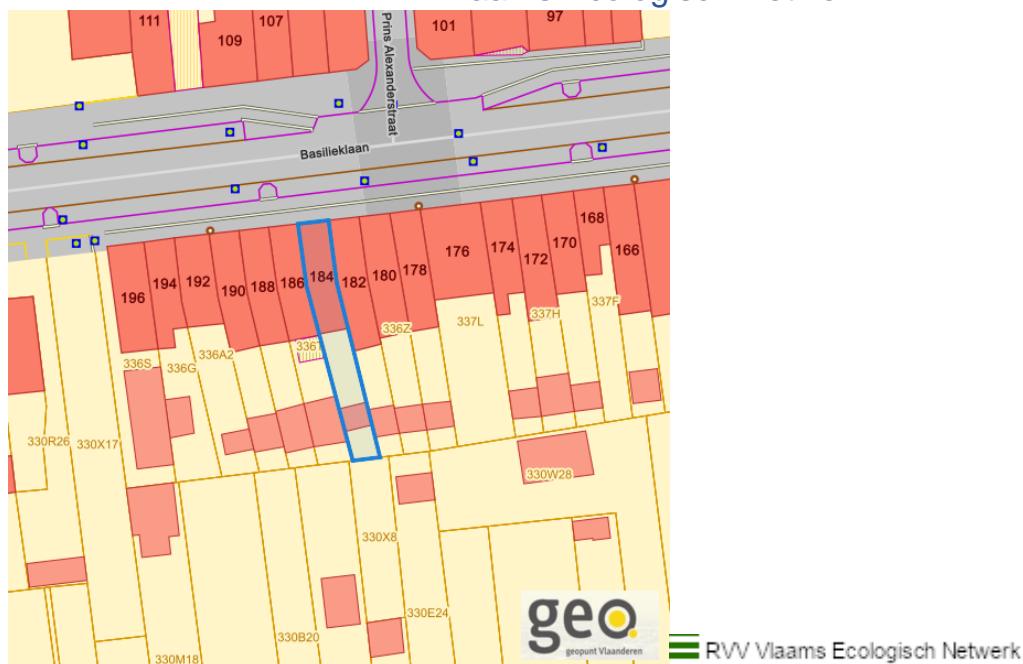 111
107
109
101
97
Prins Alexanderstraat
Basilieklaan
196
194
192
190
188
186
184
182
180
178
176
174
172
170
168
166
336S
336G
336A2
336Z
337L
337H
337F
330R26
330X17
330W28
330X8
330E24
330B20
330M18
geo
geopunt Vlaanderen
RVV Vlaams Ecologisch Netwerk